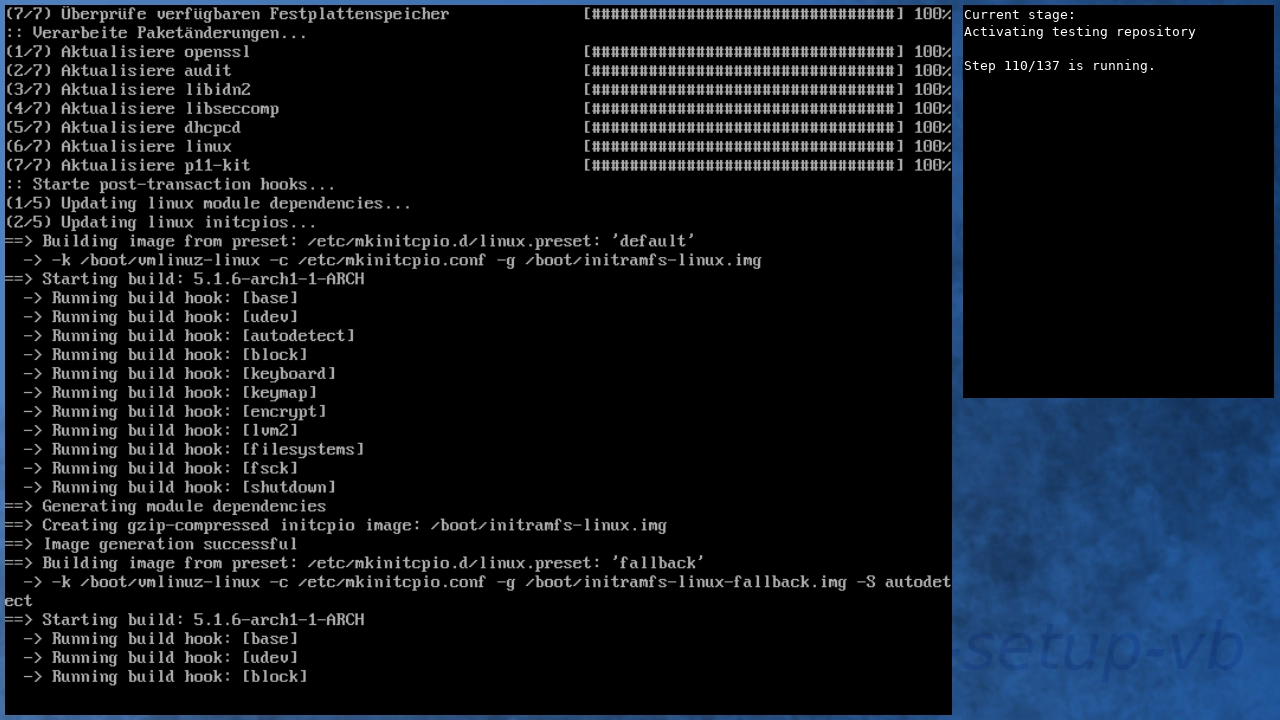 (7/7) Überprüfe verfügbaren Festplattenspeicher [################################] 100%
:: Verarbeite Paketänderungen...
(1/7) Aktualisiere openssl [################################] 100%
(2/7) Aktualisiere audit [################################] 100%
(3/7) Aktualisiere libidn2 [################################] 100%
(4/7) Aktualisiere libseccomp [################################] 100%
(5/7) Aktualisiere dhcpcd [################################] 100%
(6/7) Aktualisiere linux [################################] 100%
(7/7) Aktualisiere p11-kit [################################] 100%
:: Starte post-transaction hooks...
(1/5) Updating linux module dependencies...
(2/5) Updating linux initcpios...
==> Building image from preset: /etc/mkinitcpio.d/linux.preset: 'default'
  -> -k /boot/vmlinuz-linux -c /etc/mkinitcpio.conf -g /boot/initramfs-linux.img
==> Starting build: 5.1.6-arch1-1-ARCH
  -> Running build hook: [base]
  -> Running build hook: [udev]
  -> Running build hook: [autodetect]
  -> Running build hook: [block]
  -> Running build hook: [keyboard]
  -> Running build hook: [keymap]
  -> Running build hook: [encrypt]
  -> Running build hook: [lvm2]
  -> Running build hook: [filesystems]
  -> Running build hook: [fsck]
  -> Running build hook: [shutdown]
==> Generating module dependencies
==> Creating gzip-compressed initcpio image: /boot/initramfs-linux.img
==> Image generation successful
==> Building image from preset: /etc/mkinitcpio.d/linux.preset: 'fallback'
  -> -k /boot/vmlinuz-linux -c /etc/mkinitcpio.conf -g /boot/initramfs-linux-fallback.img -S autodet
ect
==> Starting build: 5.1.6-arch1-1-ARCH
  -> Running build hook: [base]
  -> Running build hook: [udev]
  -> Running build hook: [block]
Current stage:
Activating testing repository
Step 110/137 is running.
-setup-vb